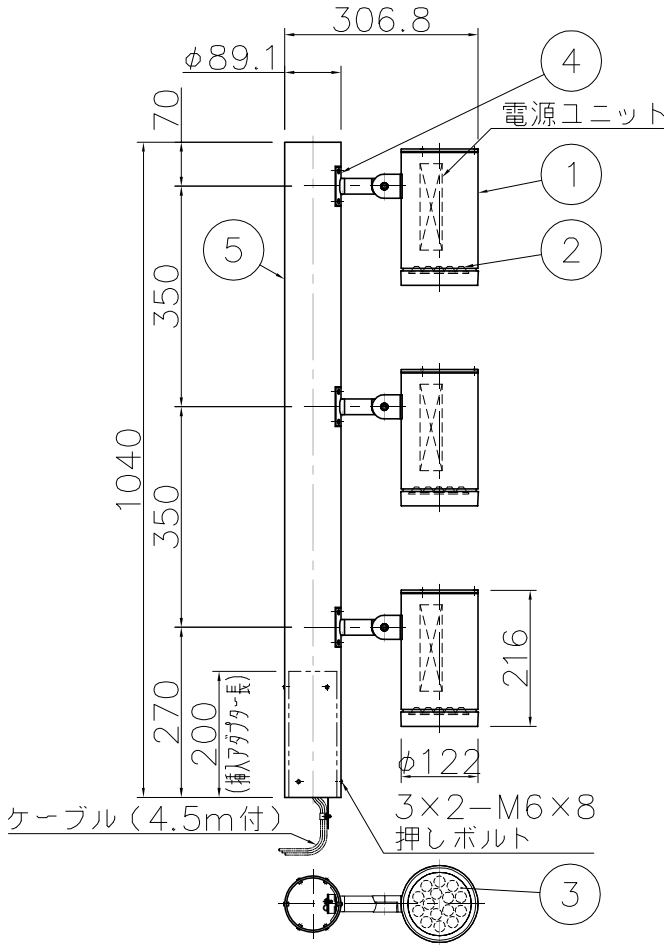 306.8
φ89.1
④
電源ユニット
70
①
②
⑤
350
1040
350
216
270
200
(挿入アダプター長)
φ122
ケーブル(4.5m付)
3×2-M6×8
押しボルト
③